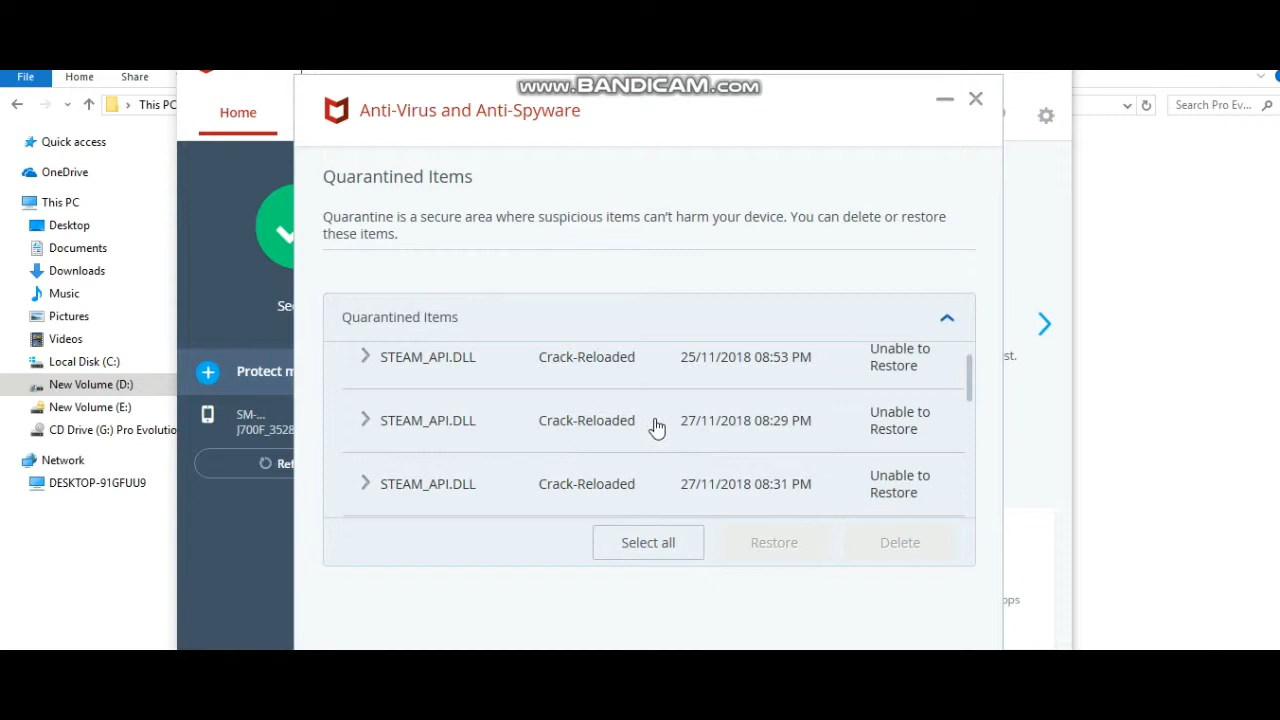 www.BANDICAM.com
File Home Share
This PC
Search Pro Ev...
Home
Anti-Virus and Anti-Spyware
Quick access
OneDrive
This PC
Desktop
Documents
Downloads
Music
Pictures
Videos
Local Disk (C:)
New Volume (D:)
New Volume (E:)
CD Drive (G:) Pro Evolutio
Network
DESKTOP-91GFUU9
Protect m
SM-...
J700F_3528
Quarantined Items
Quarantine is a secure area where suspicious items can't harm your device. You can delete or restore
these items.
Quarantined Items
STEAM_API.DLL Crack-Reloaded 25/11/2018 08:53 PM Unable to
Restore
STEAM_API.DLL Crack-Reloaded 27/11/2018 08:29 PM Unable to
Restore
STEAM_API.DLL Crack-Reloaded 27/11/2018 08:31 PM Unable to
Restore
Select all Restore Delete